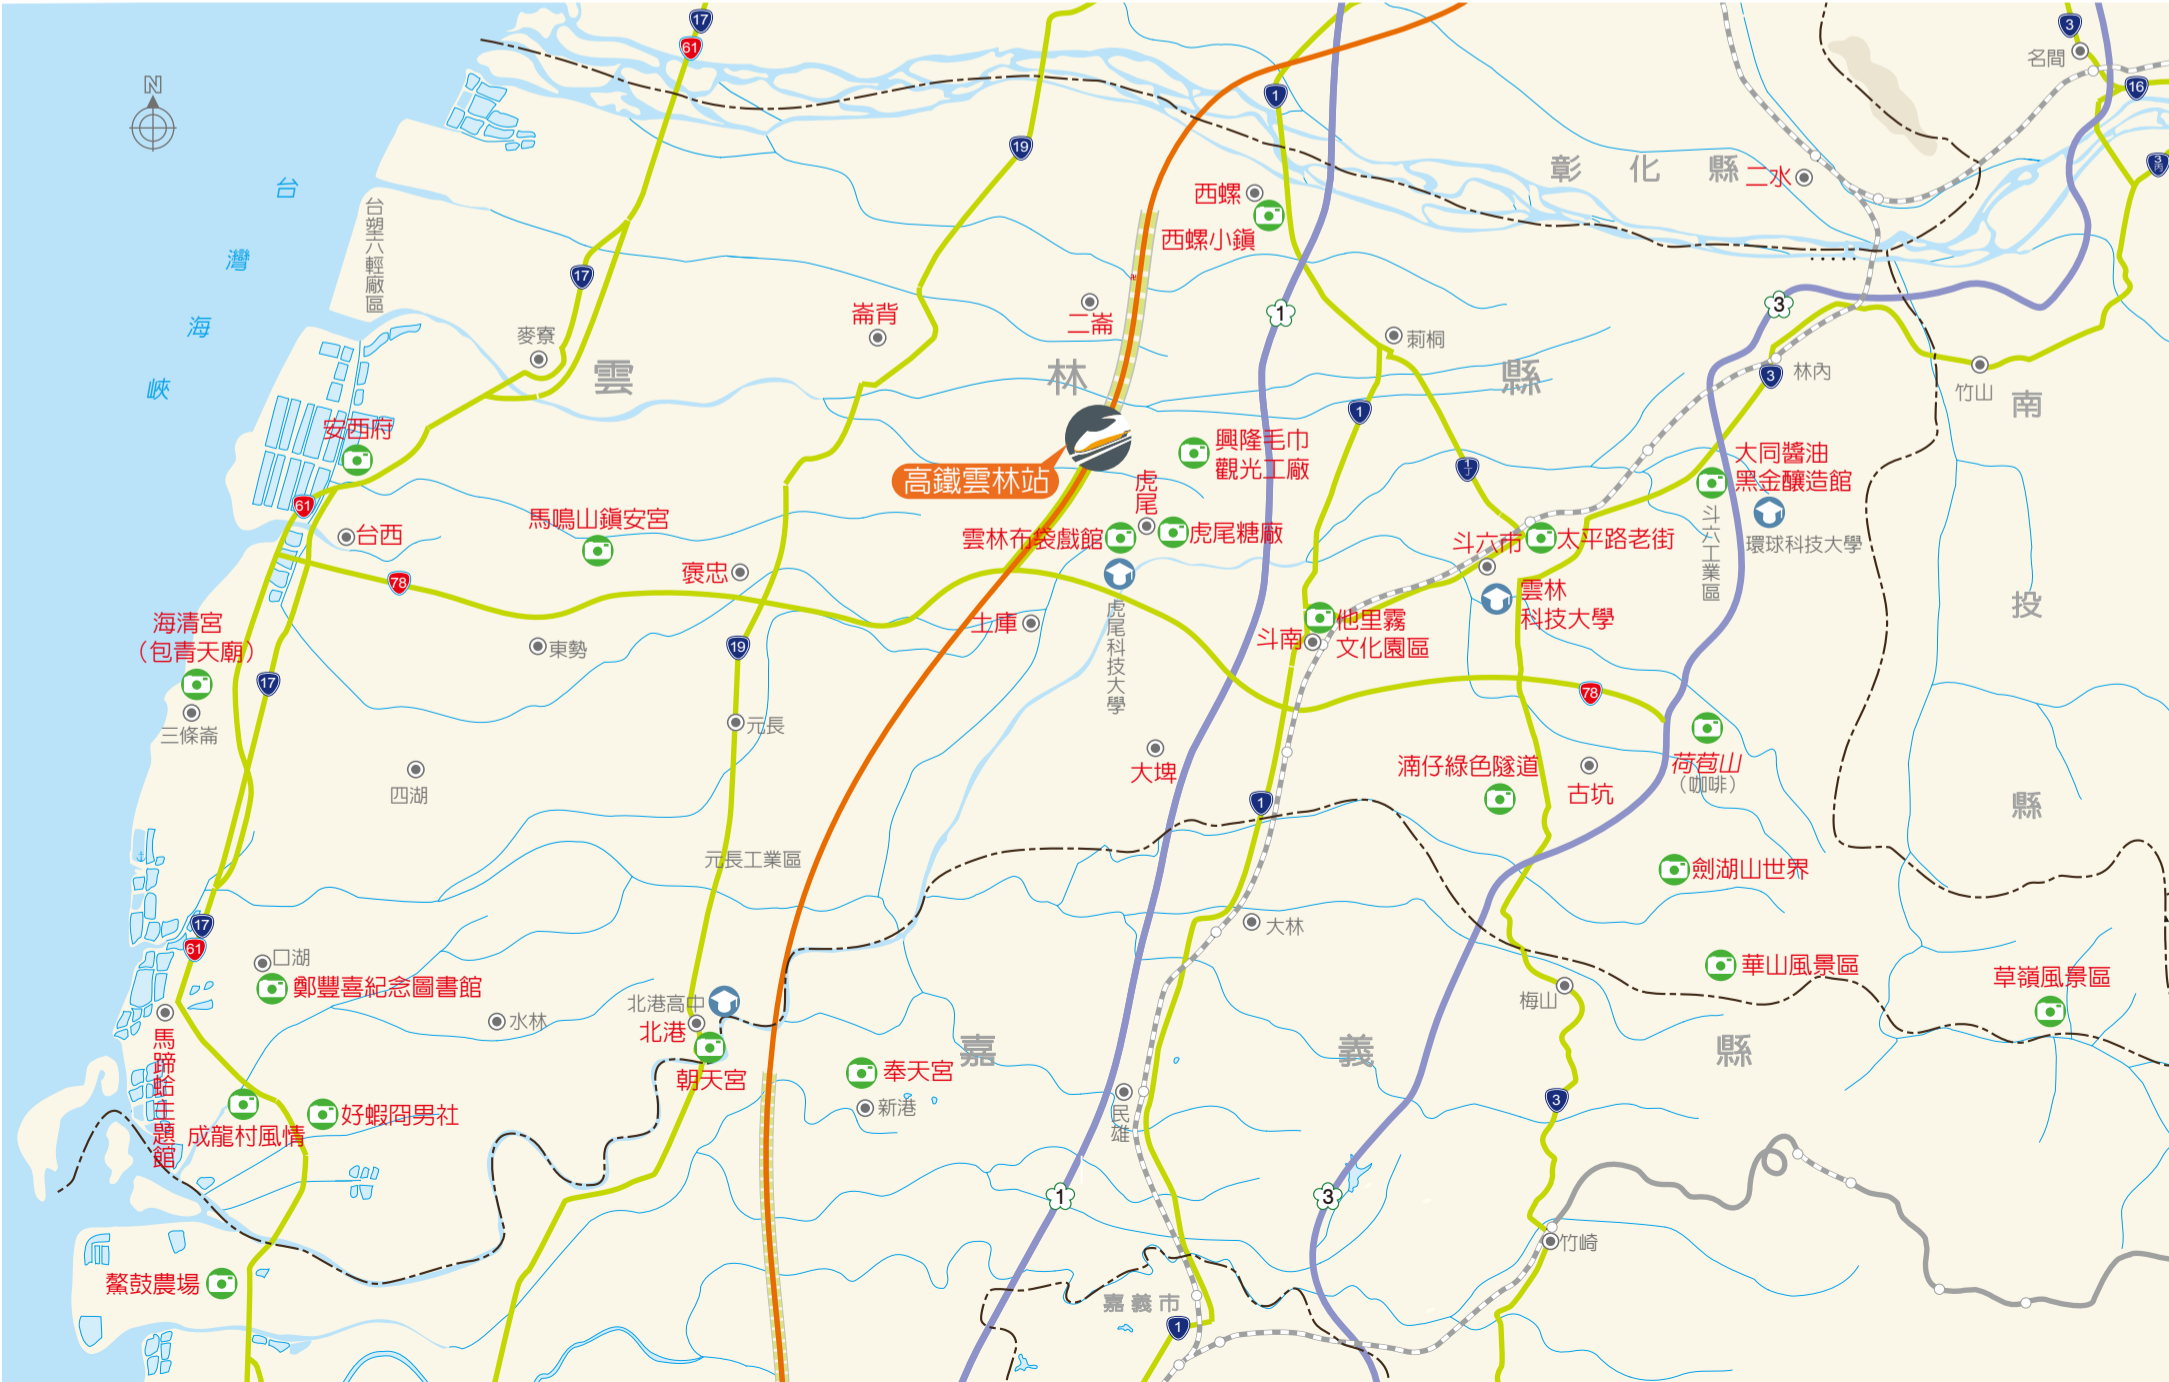 17
61
3
名間
16
N
1
19
3丙
彰化縣
二水
台灣海峽
台塑六輕廠區
西螺
西螺小鎮
17
崙背
二崙
1
3
莿桐
麥寮
雲林縣
3
林內
竹山
南投縣
安西府
1
高鐵雲林站
興隆毛巾
觀光工廠
1丁
大同醬油
黑金釀造館
61
台西
馬鳴山鎮安宮
虎尾
雲林布袋戲館
虎尾糖廠
斗六市
太平路老街
斗六工業區
環球科技大學
78
褒忠
海清宮
(包青天廟)
土庫
虎尾科技大學
雲林
科技大學
他里霧
文化園區
斗南
東勢
19
17
78
三條崙
元長
大埤
湳仔綠色隧道
古坑
荷苞山
(咖啡)
四湖
1
元長工業區
劍湖山世界
17
61
大林
口湖
鄭豐喜紀念圖書館
華山風景區
草嶺風景區
梅山
北港高中
水林
北港
馬蹄蛤主題館
嘉義縣
朝天宮
奉天宮
新港
好蝦冏男社
成龍村風情
民雄
3
1
3
竹崎
鰲鼓農場
嘉義市
1